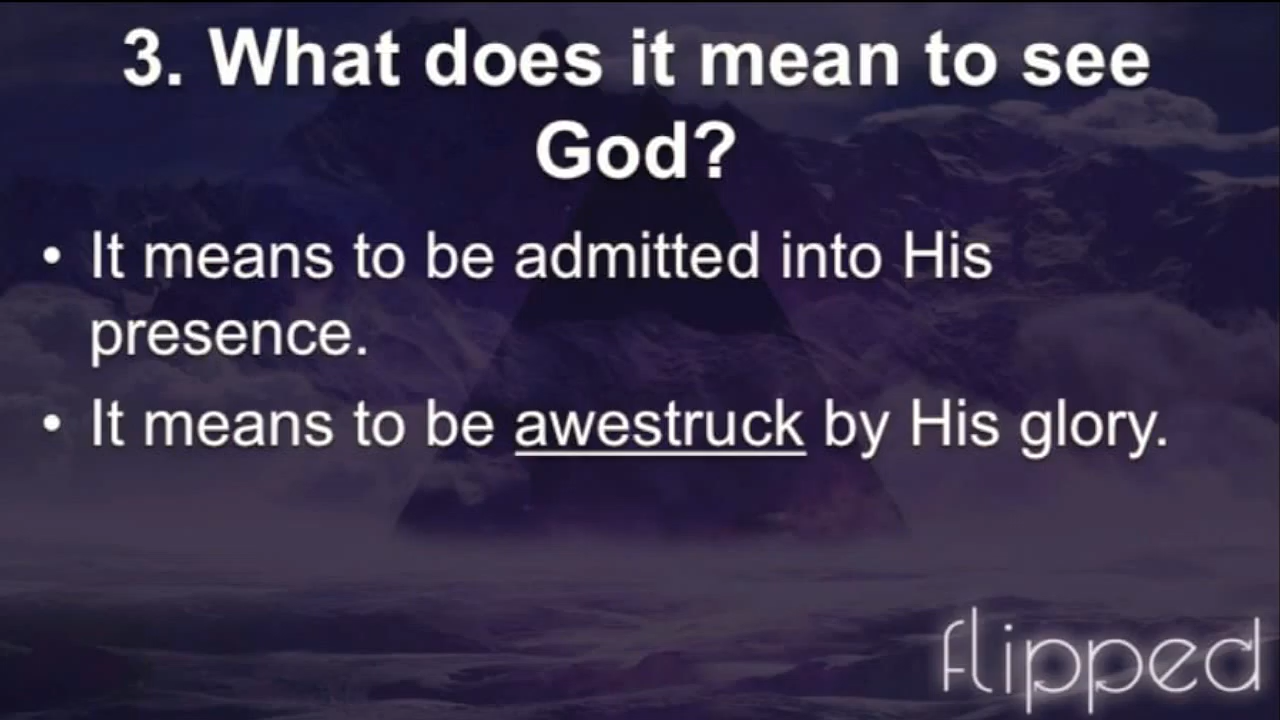 3. What does it mean to see
God?
• It means to be admitted into His
presence.
• It means to be awestruck by His glory.
flipped